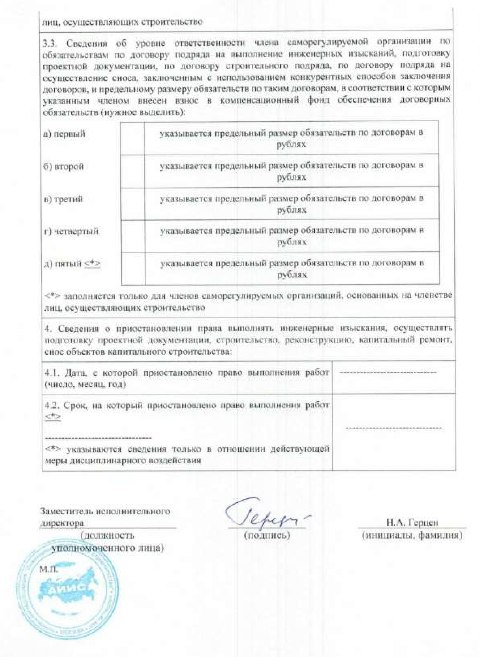 лиц, осуществляющих строительство
3.3. Сведения об уровне ответственности члена саморегулируемой организации по
обязательствам по договору подряда на выполнение инженерных изысканий, подготовку
проектной документации, по договору строительного подряда, по договору подряда на
осуществление сноса, заключенным с использованием конкурентных способов заключения
договоров, и предельному размеру обязательств по таким договорам, в соответствии с которым
указанным членом внесен взнос в компенсационный фонд обеспечения договорных
обязательств (нужное выделить):
а) первый указывается предельный размер обязательств по договорам в
рублях
б) второй указывается предельный размер обязательств по договорам в
рублях
в) третий указывается предельный размер обязательств по договорам в
рублях
г) четвертый указывается предельный размер обязательств по договорам в
рублях
д) пятый <*> указывается предельный размер обязательств по договорам в
рублях
<*> заполняется только для членов саморегулируемых организаций, основанных на членстве
лиц, осуществляющих строительство
4. Сведения о приостановлении права выполнять инженерные изыскания, осуществлять
подготовку проектной документации, строительство, реконструкцию, капитальный ремонт,
снос объектов капитального строительства:
4.1. Дата, с которой приостановлено право выполнения работ
(число, месяц, год)
4.2. Срок, на который приостановлено право выполнения работ
<*>
<*> указываются сведения только в отношении действующей
меры дисциплинарного воздействия
Заместитель исполнительного
директора Н.А. Герцен
(должность (подпись) (инициалы, фамилия)
уполномоченного лица)
М.П.
АИИС